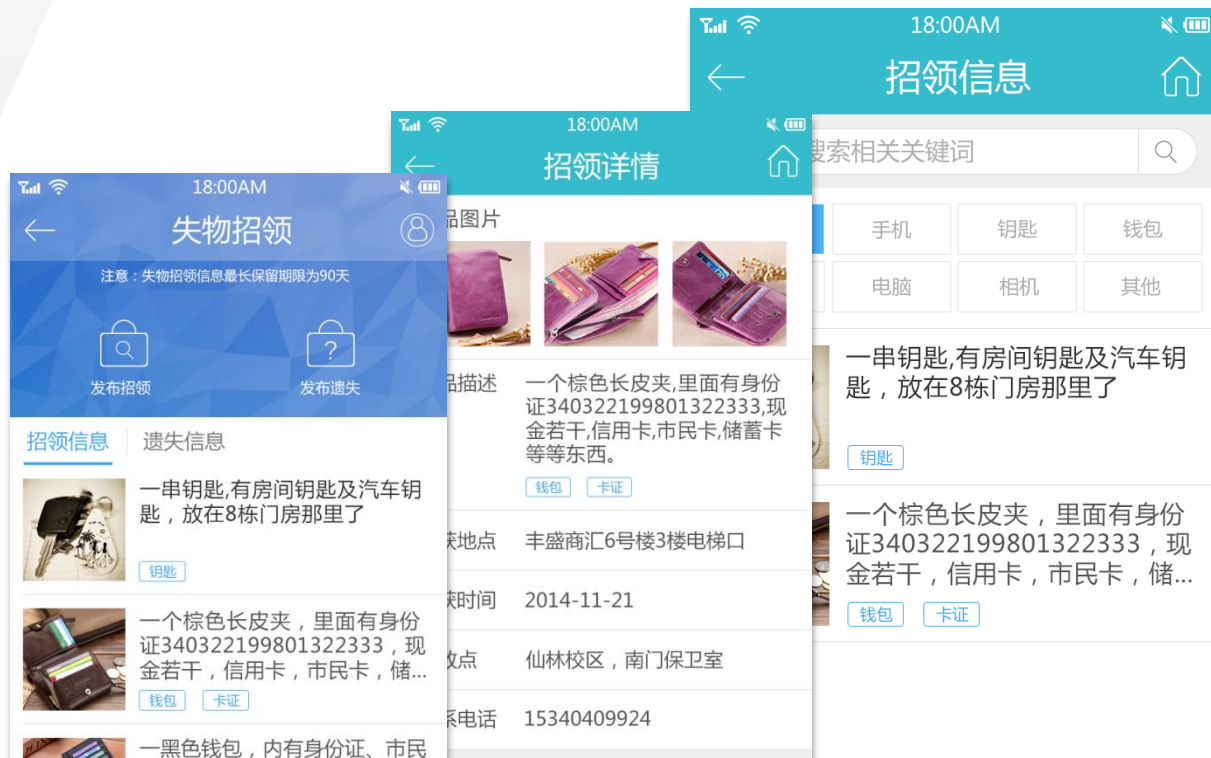 18:00AM
失物招领
注意：失物招领信息最长保留期限为90天
发布招领
发布遗失
招领信息
遗失信息
一串钥匙,有房间钥匙及汽车钥
匙，放在8栋门房那里了
钥匙
一个棕色长皮夹，里面有身份
证340322199801322333，现
金若干，信用卡，市民卡，储...
钱包
卡证
一黑色钱包，内有身份证、市民
18:00AM
招领详情
品图片
品描述
一个棕色长皮夹,里面有身份
证340322199801322333,现
金若干,信用卡,市民卡,储蓄卡
等等东西。
钱包
卡证
地点
丰盛商汇6号楼3楼电梯口
时间
2014-11-21
点
仙林校区，南门保卫室
系电话
15340409924
18:00AM
招领信息
搜索相关关键词
手机
钥匙
钱包
电脑
相机
其他
一串钥匙,有房间钥匙及汽车钥
匙，放在8栋门房那里了
钥匙
一个棕色长皮夹，里面有身份
证340322199801322333，现
金若干，信用卡，市民卡，储...
钱包
卡证